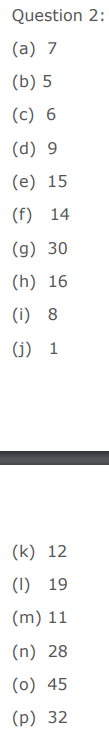 Question 2:
(a) 7
(b) 5
(c) 6
(d) 9
(e) 15
(f) 14
(g) 30
(h) 16
(i) 8
(j) 1
(k) 12
(l) 19
(m) 11
(n) 28
(o) 45
(p) 32